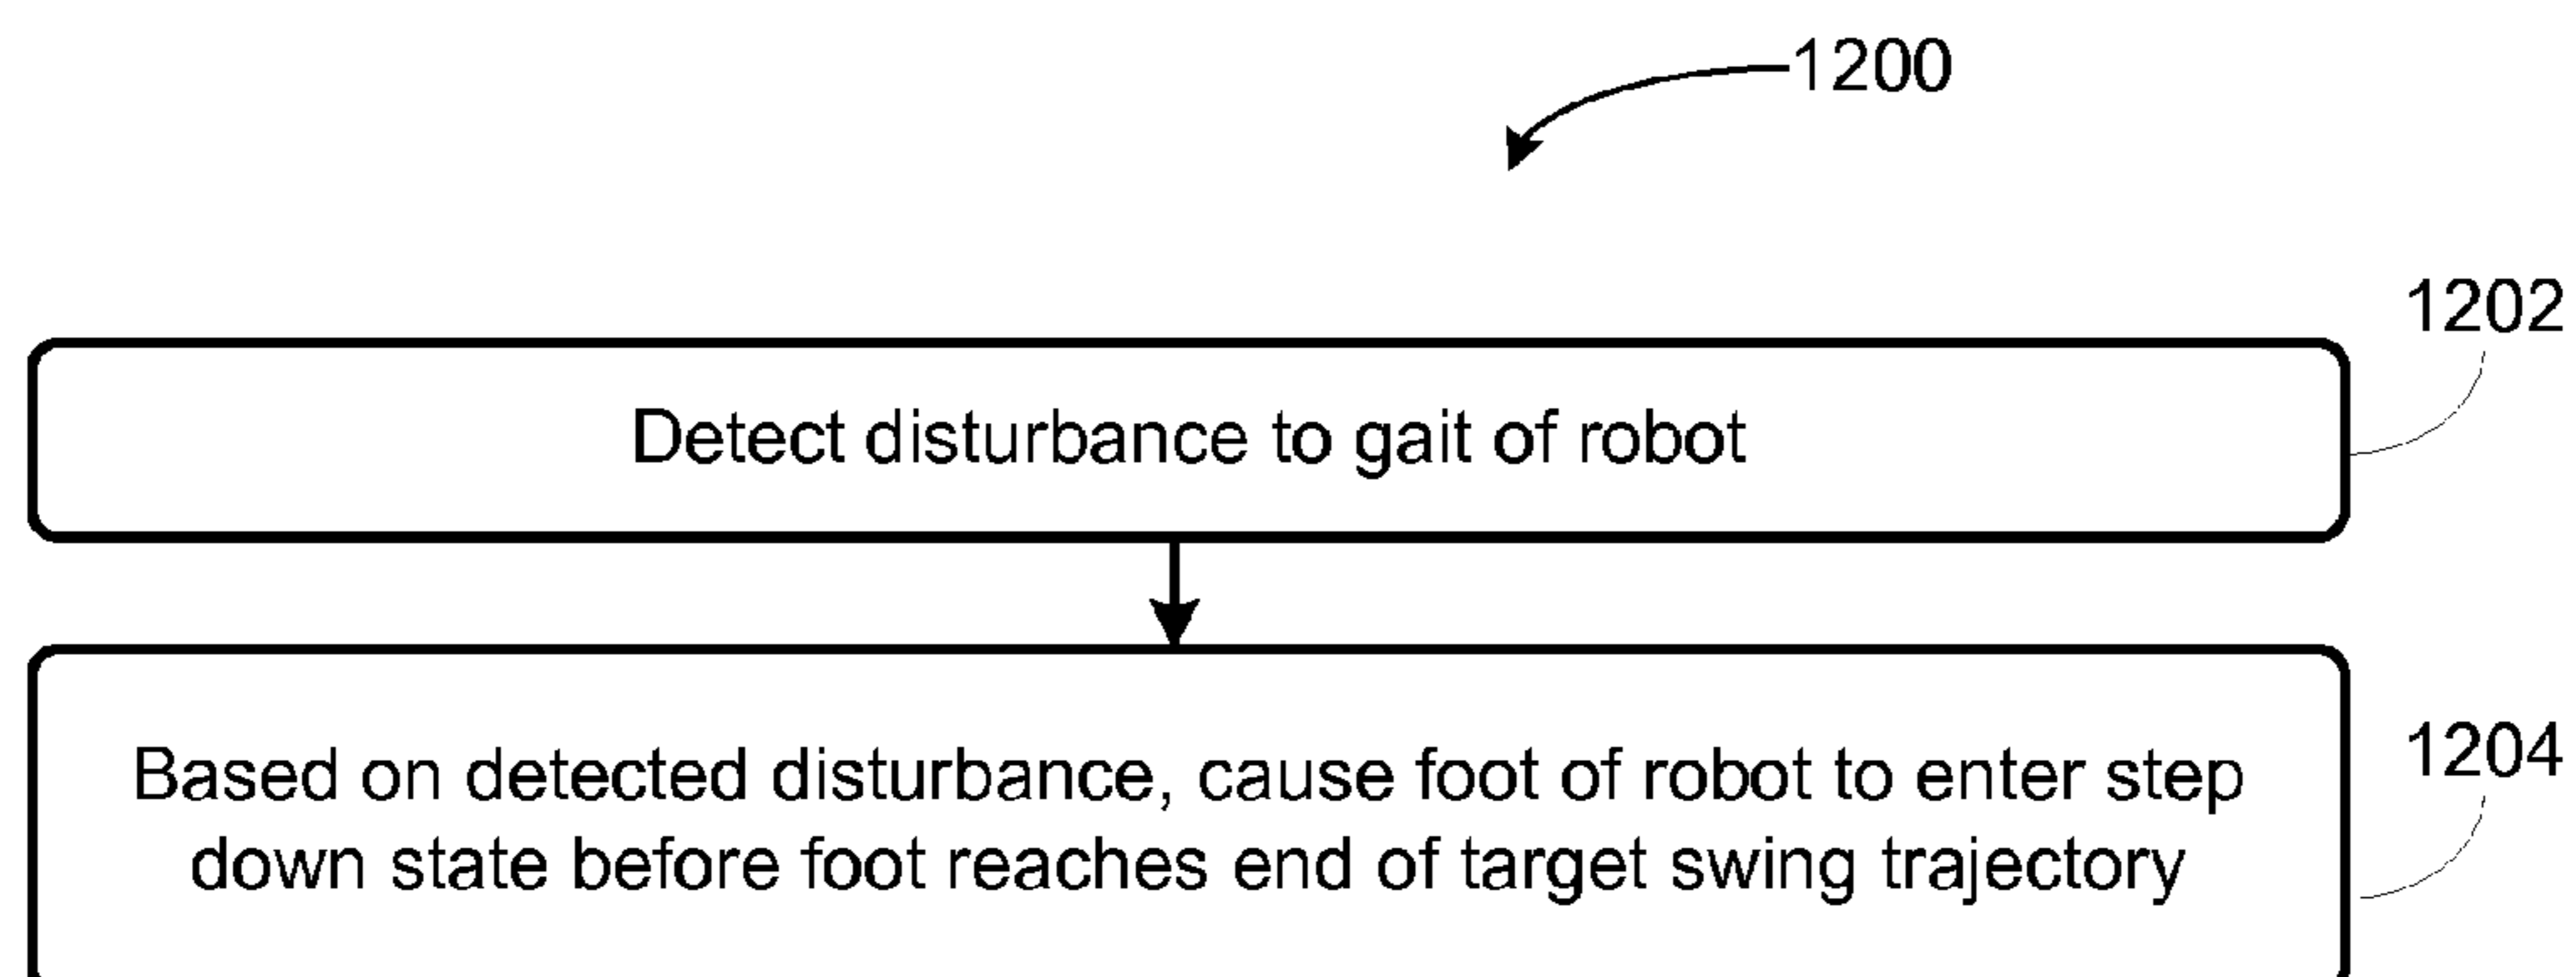 1200
1202
Detect disturbance to gait of robot
1204
Based on detected disturbance, cause foot of robot to enter step
down state before foot reaches end of target swing trajectory